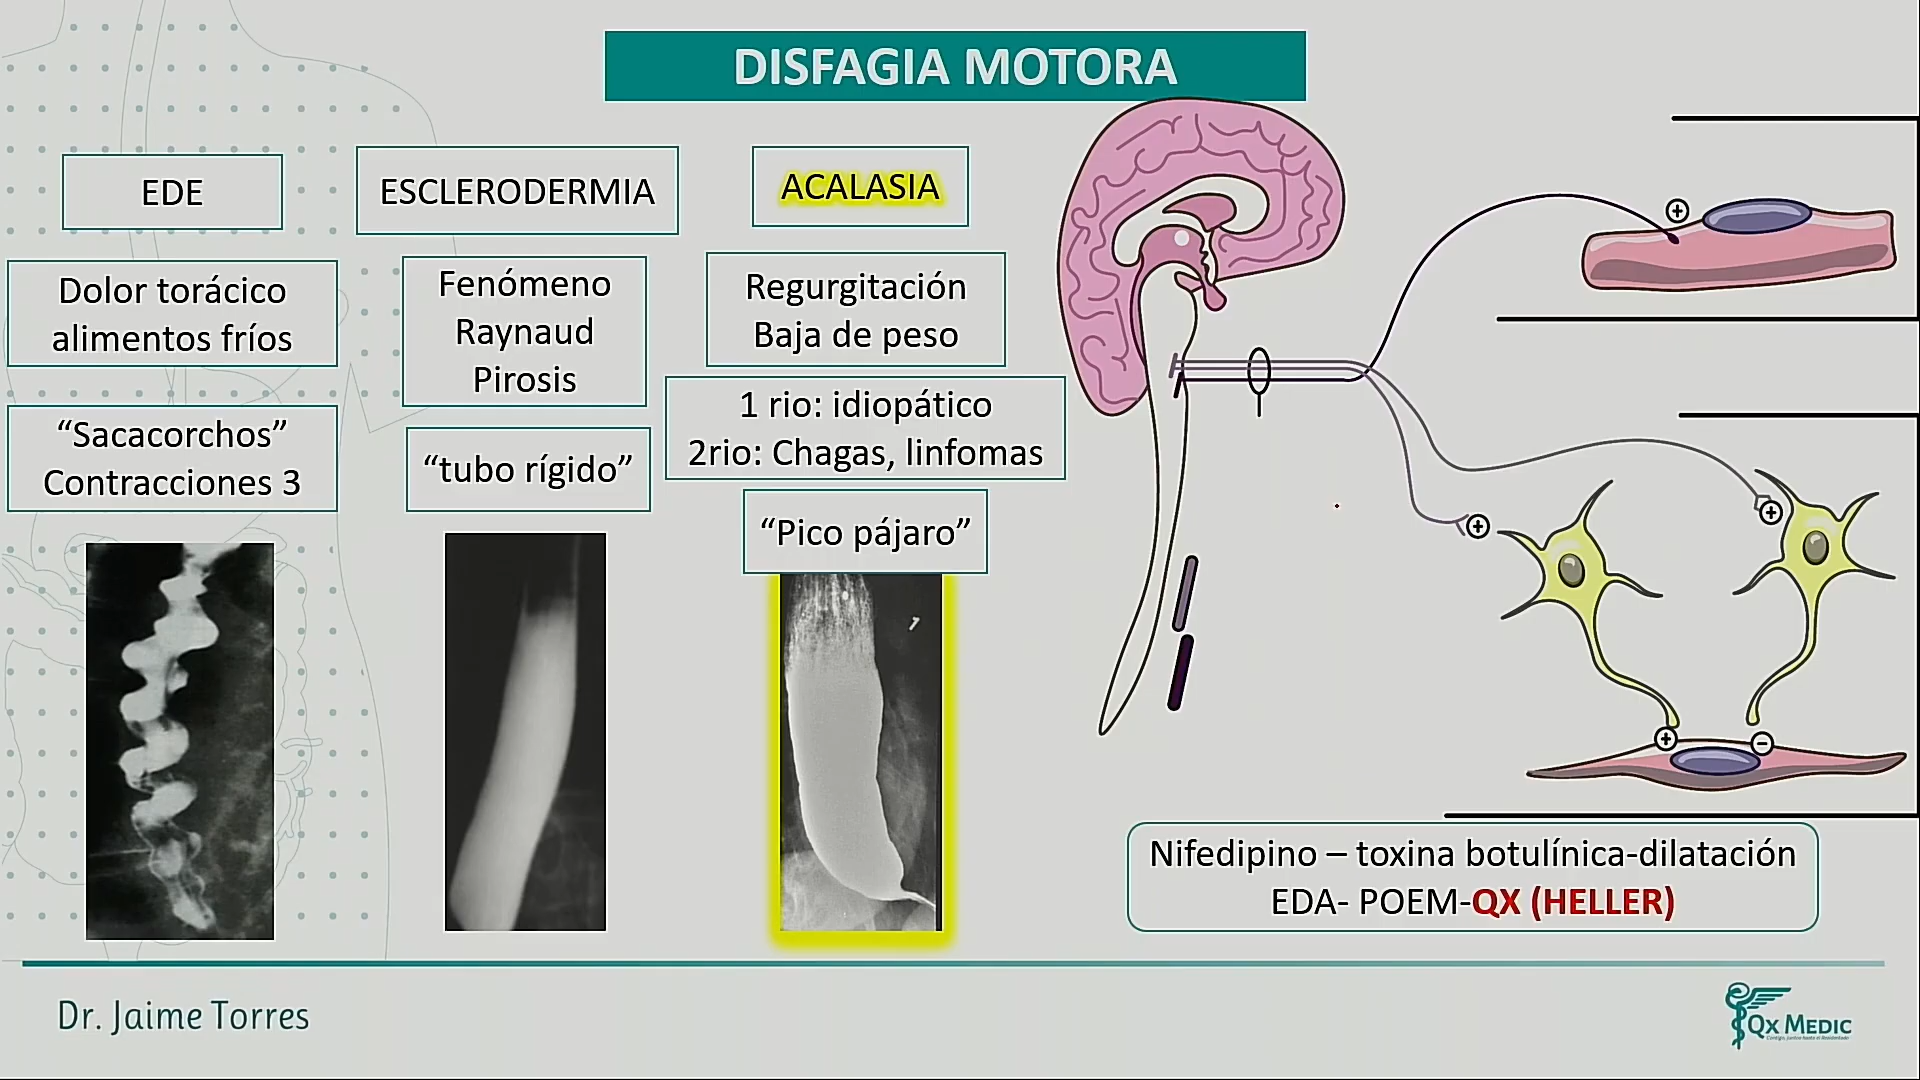 DISFAGIA MOTORA
EDE
Dolor torácico
alimentos fríos
“Sacacorchos”
Contracciones 3
ESCLERODERMIA
Fenómeno
Raynaud
Pirosis
“tubo rígido”
ACALASIA
Regurgitación
Baja de peso
1 rio: idiopático
2rio: Chagas, linfomas
“Pico pájaro”
1
+
+
+
+ −
Nifedipino – toxina botulínica-dilatación
EDA- POEM-QX (HELLER)
Dr. Jaime Torres
QX MEDIC